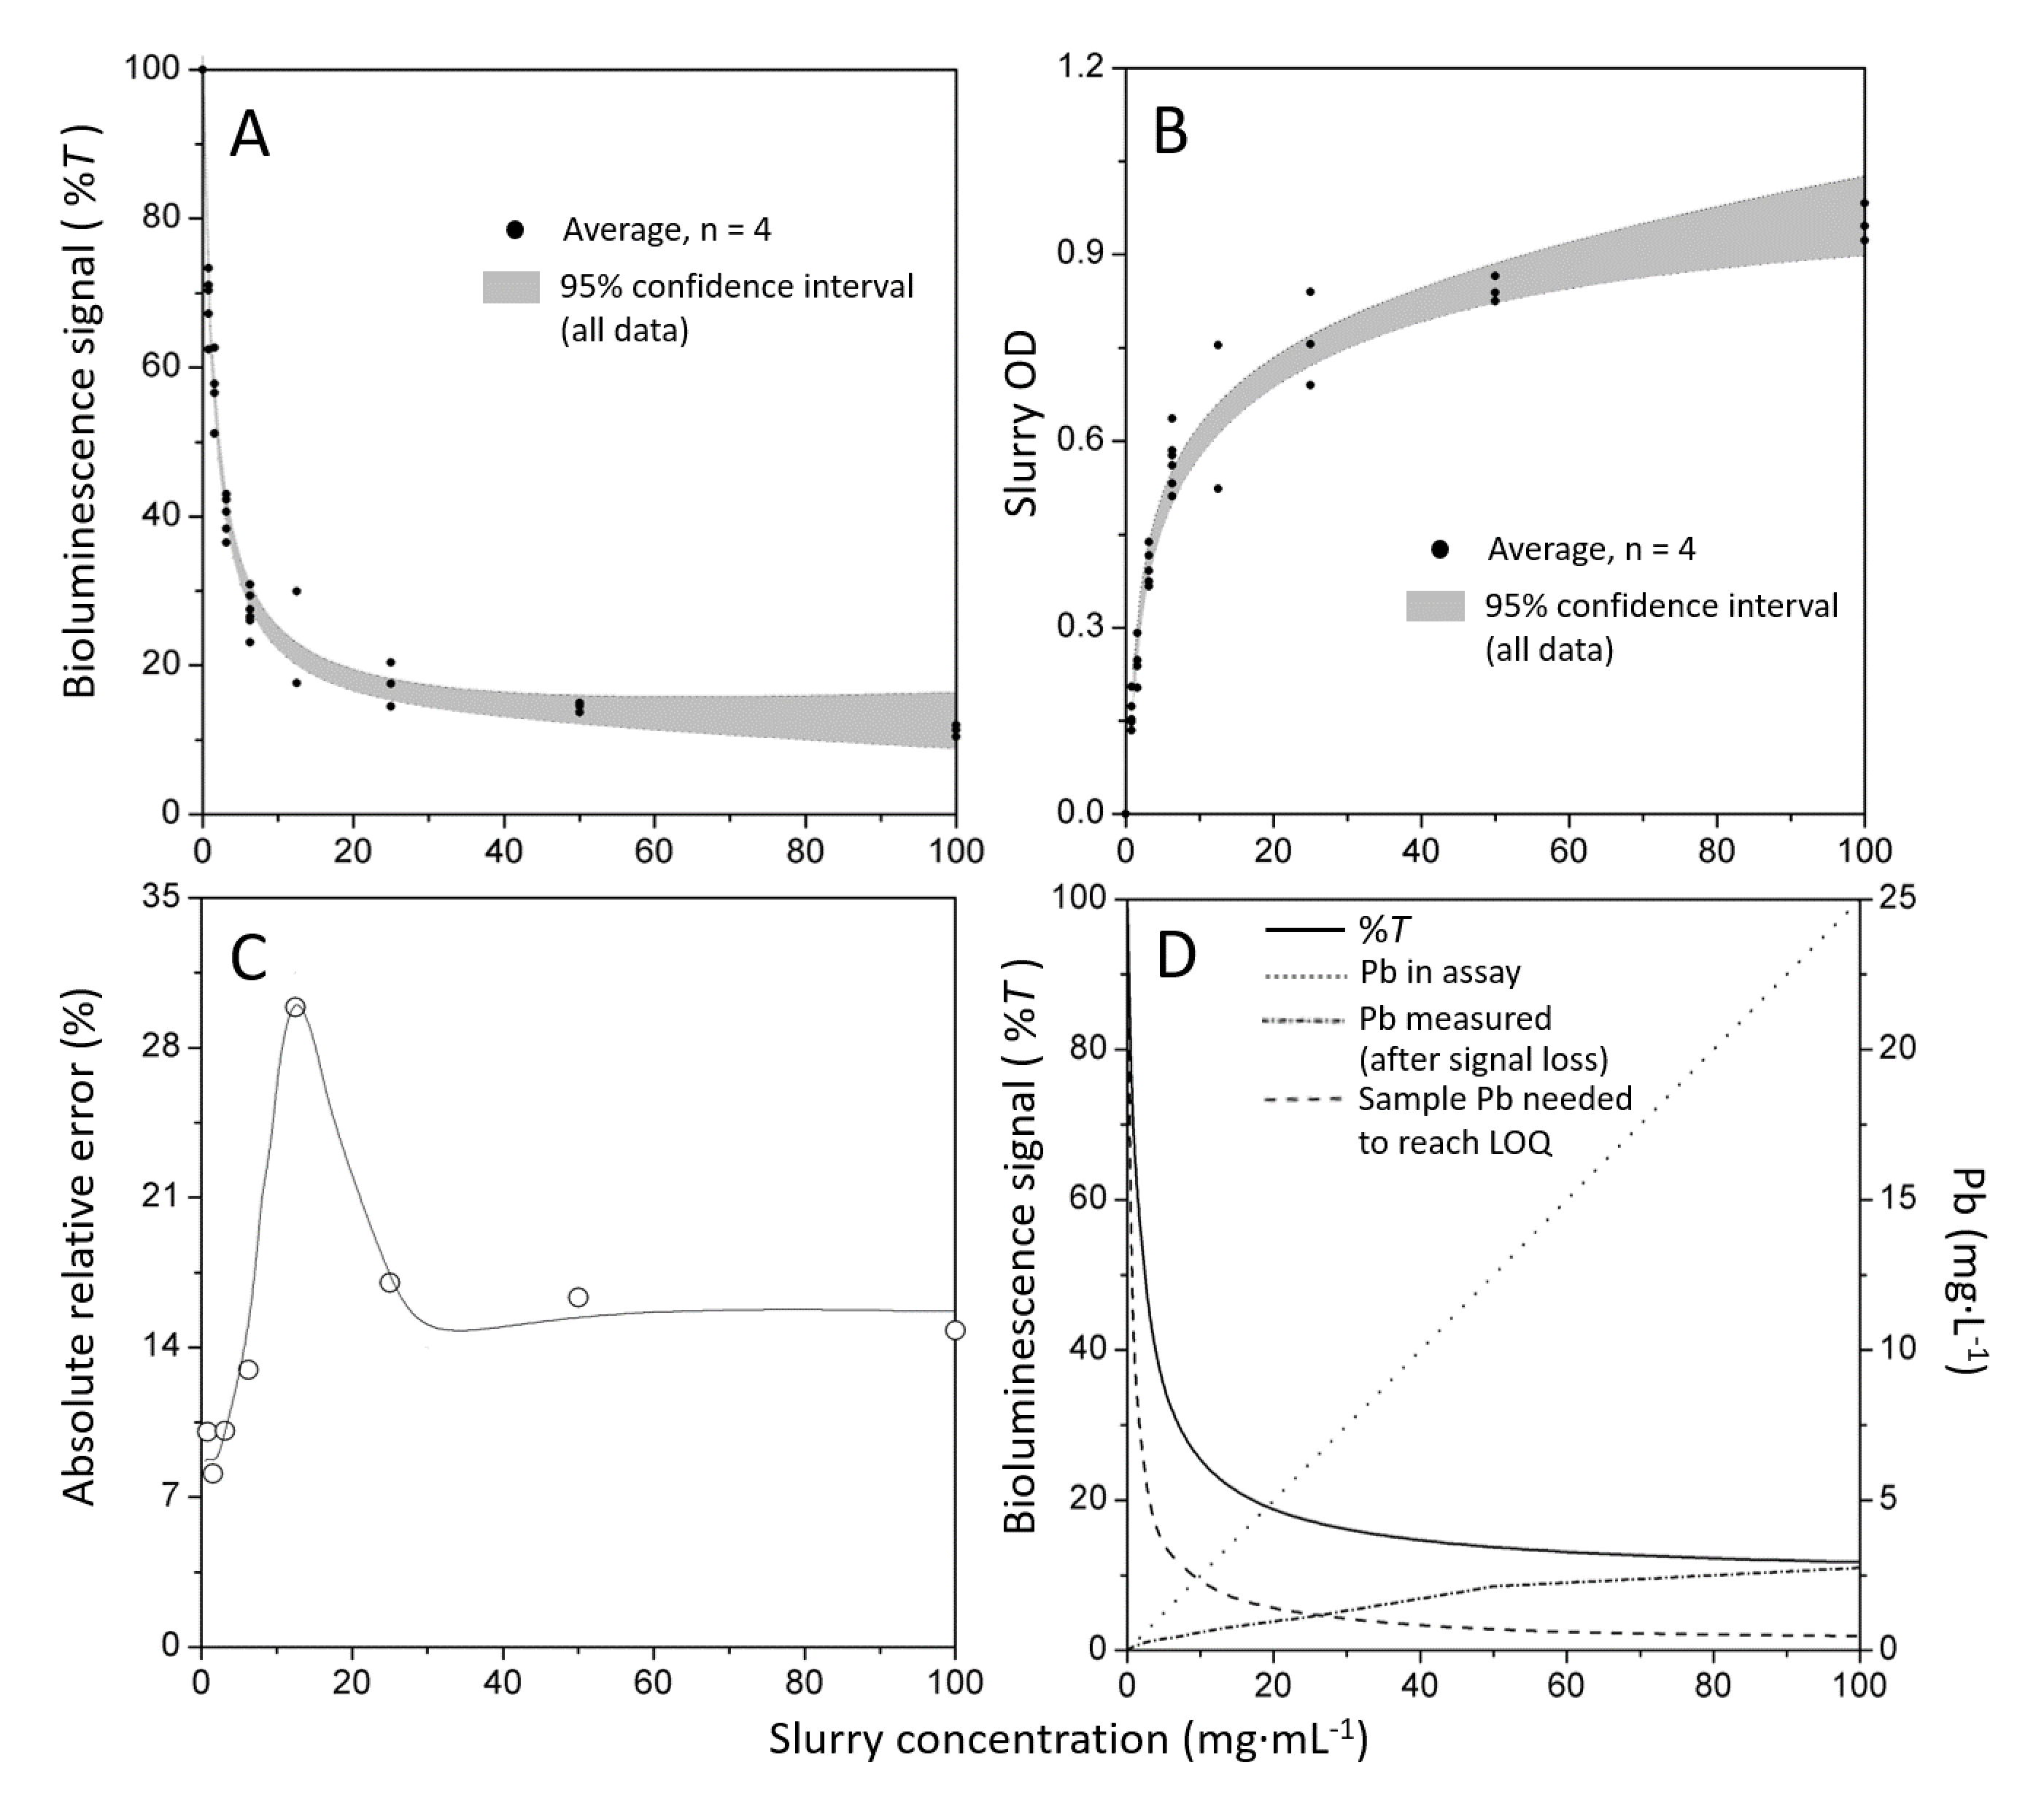 A
Bioluminescence signal ( %T )
100
80
60
40
20
0
Average, n = 4
95% confidence interval
(all data)
0 20 40 60 80 100
B
Slurry OD
1.2
0.9
0.6
0.3
0.0
Average, n = 4
95% confidence interval
(all data)
0 20 40 60 80 100
C
Absolute relative error (%)
35
28
21
14
7
0
0 20 40 60 80 100
D
Bioluminescence signal ( %T )
100
80
60
40
20
0
%T
Pb in assay
Pb measured
(after signal loss)
Sample Pb needed
to reach LOQ
25
20
15
10
5
0
Pb (mg·L-1)
0 20 40 60 80 100
Slurry concentration (mg·mL-1)